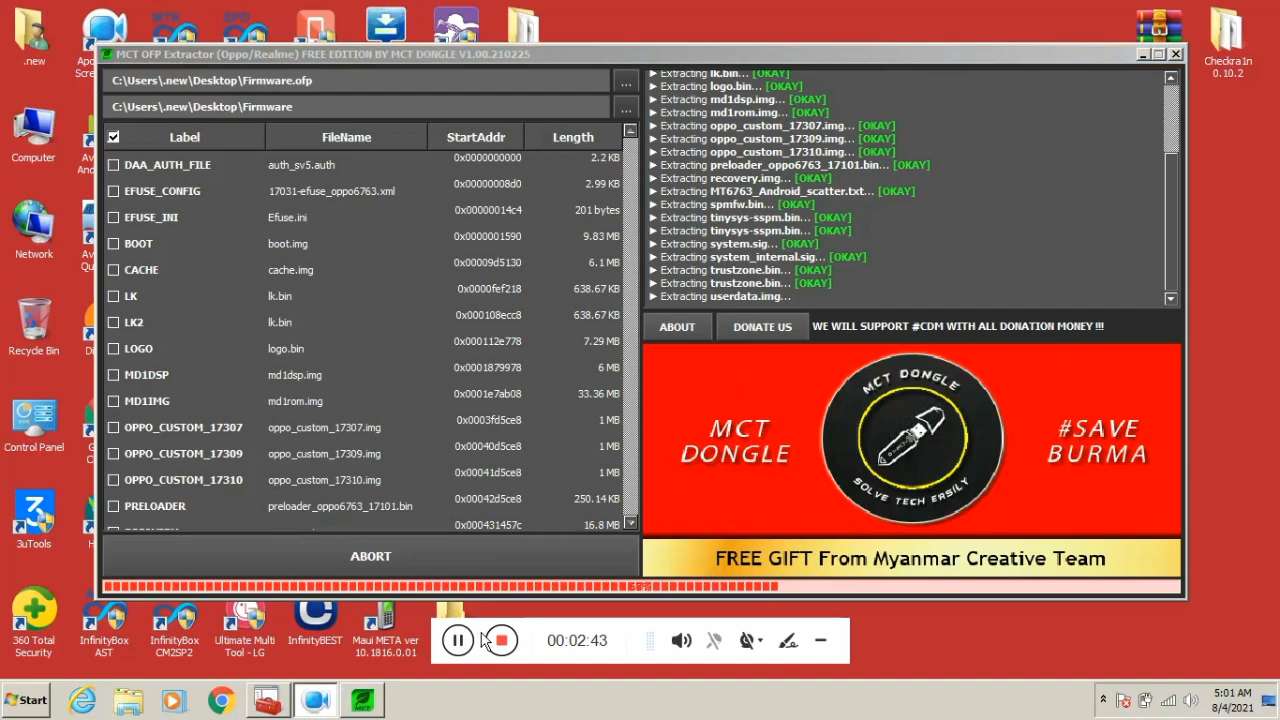 MTK
SPD
.new
Apo
Scre
Checkra1n
0.10.2
MCT OFP Extractor (Oppo/Realme) FREE EDITION BY MCT DONGLE V1.00.210225
C:\Users\.new\Desktop\Firmware.ofp
...
C:\Users\.new\Desktop\Firmware
...
Label FileName StartAddr Length
DAA_AUTH_FILE auth_sv5.auth 0x0000000000 2.2 KB
EFUSE_CONFIG 17031-efuse_oppo6763.xml 0x00000008d0 2.99 KB
EFUSE_INI Efuse.ini 0x00000014c4 201 bytes
BOOT boot.img 0x0000001590 9.83 MB
CACHE cache.img 0x00009d5130 6.1 MB
LK lk.bin 0x0000fef218 638.67 KB
LK2 lk.bin 0x000108ecc8 638.67 KB
LOGO logo.bin 0x000112e778 7.29 MB
MD1DSP md1dsp.img 0x0001879978 6 MB
MD1IMG md1rom.img 0x0001e7ab08 33.36 MB
OPPO_CUSTOM_17307 oppo_custom_17307.img 0x0003fd5ce8 1 MB
OPPO_CUSTOM_17309 oppo_custom_17309.img 0x00040d5ce8 1 MB
OPPO_CUSTOM_17310 oppo_custom_17310.img 0x00041d5ce8 1 MB
PRELOADER preloader_oppo6763_17101.bin 0x00042d5ce8 250.14 KB
0x000431457c 16.8 MB
ABORT
Extracting lk.bin... [OKAY]
Extracting logo.bin... [OKAY]
Extracting md1dsp.img... [OKAY]
Extracting md1rom.img... [OKAY]
Extracting oppo_custom_17307.img... [OKAY]
Extracting oppo_custom_17309.img... [OKAY]
Extracting oppo_custom_17310.img... [OKAY]
Extracting preloader_oppo6763_17101.bin... [OKAY]
Extracting recovery.img... [OKAY]
Extracting MT6763_Android_scatter.txt... [OKAY]
Extracting spmfw.bin... [OKAY]
Extracting tinysys-sspm.bin... [OKAY]
Extracting tinysys-sspm.bin... [OKAY]
Extracting system.sig... [OKAY]
Extracting system_internal.sig... [OKAY]
Extracting trustzone.bin... [OKAY]
Extracting trustzone.bin... [OKAY]
Extracting userdata.img...
ABOUT DONATE US WE WILL SUPPORT #CDM WITH ALL DONATION MONEY !!!
MCT
DONGLE
MCT DONGLE
SOLVE TECH EASILY
#SAVE
BURMA
FREE GIFT From Myanmar Creative Team
Computer
Av
And
Network
Av
Qu
Recycle Bin
Di
Control Panel
3uTools
H
360 Total
Security
InfinityBox
AST
InfinityBox
CM2SP2
Ultimate Multi
Tool - LG
InfinityBEST
Maui META ver
10.1816.0.01
00:02:43
Start
MCT
5:01 AM
8/4/2021